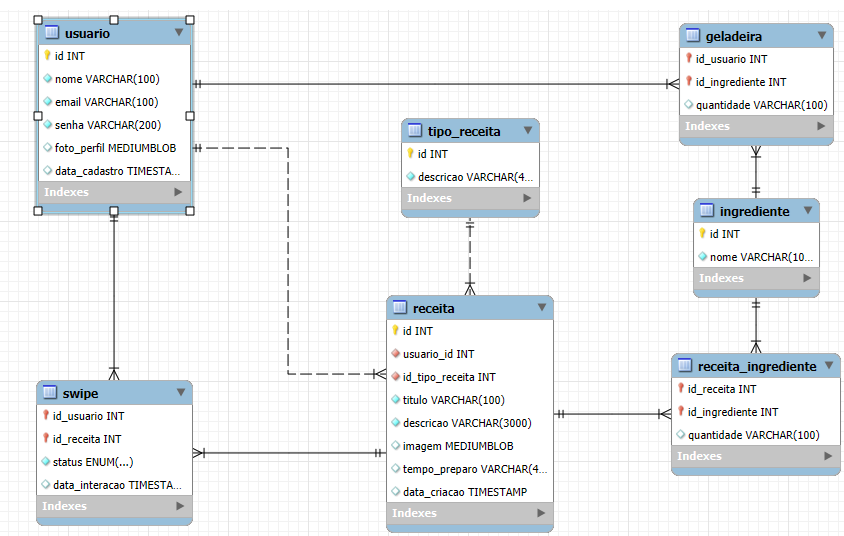 usuario
id INT
nome VARCHAR(100)
email VARCHAR(100)
senha VARCHAR(200)
foto_perfil MEDIUMBLOB
data_cadastro TIMESTA...
Indexes
geladeira
id_usuario INT
id_ingrediente INT
quantidade VARCHAR(100)
Indexes
tipo_receita
id INT
descricao VARCHAR(4...
Indexes
ingrediente
id INT
nome VARCHAR(10...
Indexes
receita
id INT
usuario_id INT
id_tipo_receita INT
titulo VARCHAR(100)
descricao VARCHAR(3000)
imagem MEDIUMBLOB
tempo_preparo VARCHAR(4...
data_criacao TIMESTAMP
Indexes
receita_ingrediente
id_receita INT
id_ingrediente INT
quantidade VARCHAR(100)
Indexes
swipe
id_usuario INT
id_receita INT
status ENUM(...)
data_interacao TIMESTA...
Indexes